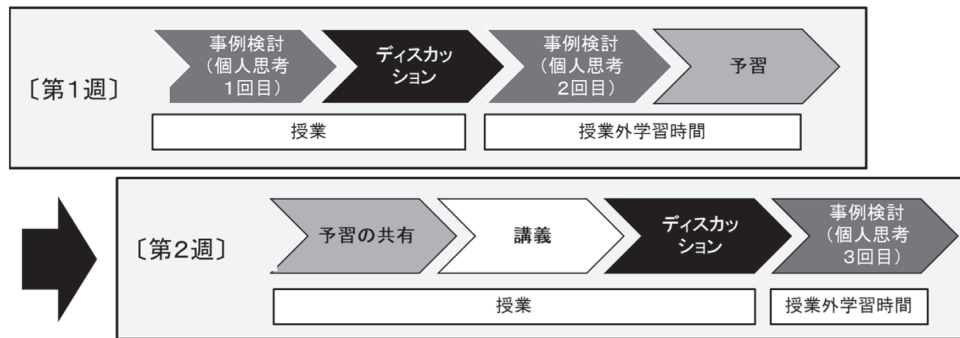 〔第1週〕
事例検討
（個人思考
1回目）
ディスカッ
ション
事例検討
（個人思考
2回目）
予習
授業
授業外学習時間
〔第2週〕
予習の共有
講義
ディスカッ
ション
事例検討
（個人思考
3回目）
授業
授業外学習時間